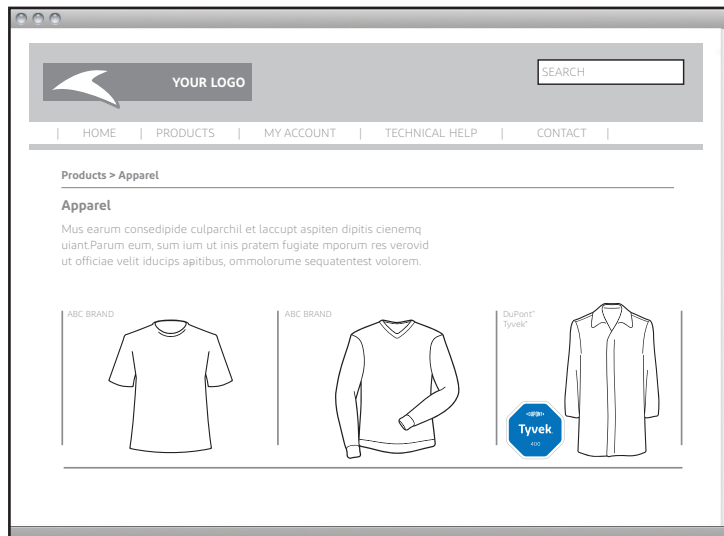 YOUR LOGO
SEARCH
| HOME | PRODUCTS | MY ACCOUNT | TECHNICAL HELP | CONTACT |
Products > Apparel
Apparel
Mus earum consedipide culparchil et laccupt aspiten dipitis cienemq
uiant.Parum eum, sum ium ut inis pratem fugiate mporum res verovid
ut officiae velit iducips apitibus, ommolorume sequatentest volorem.
ABC BRAND
ABC BRAND
DuPont™
Tyvek®
DUPONT
Tyvek®
400